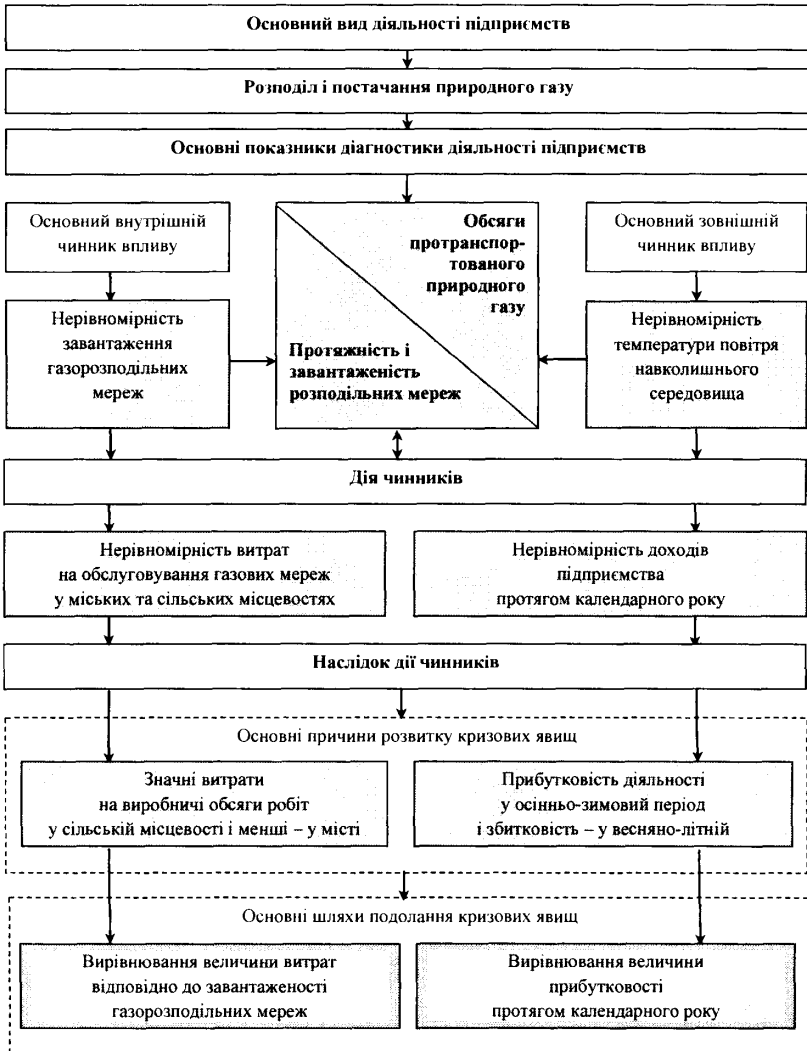 Основний вид діяльності підприємств
Розподіл і постачання природного газу
Основні показники діагностики діяльності підприємств
Основний внутрішній
чинник впливу
Нерівномірність
завантаження
газорозподільних
мереж
Обсяги
протранспор-
тованого
природного
газу
Протяжність і
завантаженість
розподільних мереж
Основний зовнішній
чинник впливу
Нерівномірність
температури повітря
навколишнього
середовища
Дія чинників
Нерівномірність витрат
на обслуговування газових мереж
у міських та сільських місцевостях
Нерівномірність доходів
підприємства
протягом календарного року
Наслідок дії чинників
Основні причини розвитку кризових явищ
Значні витрати
на виробничі обсяги робіт
у сільській місцевості і менші – у місті
Прибутковість діяльності
у осінньо-зимовий період
і збитковість – у весняно-літній
Основні шляхи подолання кризових явищ
Вирівнювання величини витрат
відповідно до завантаженості
газорозподільних мереж
Вирівнювання величини
прибутковості
протягом календарного року